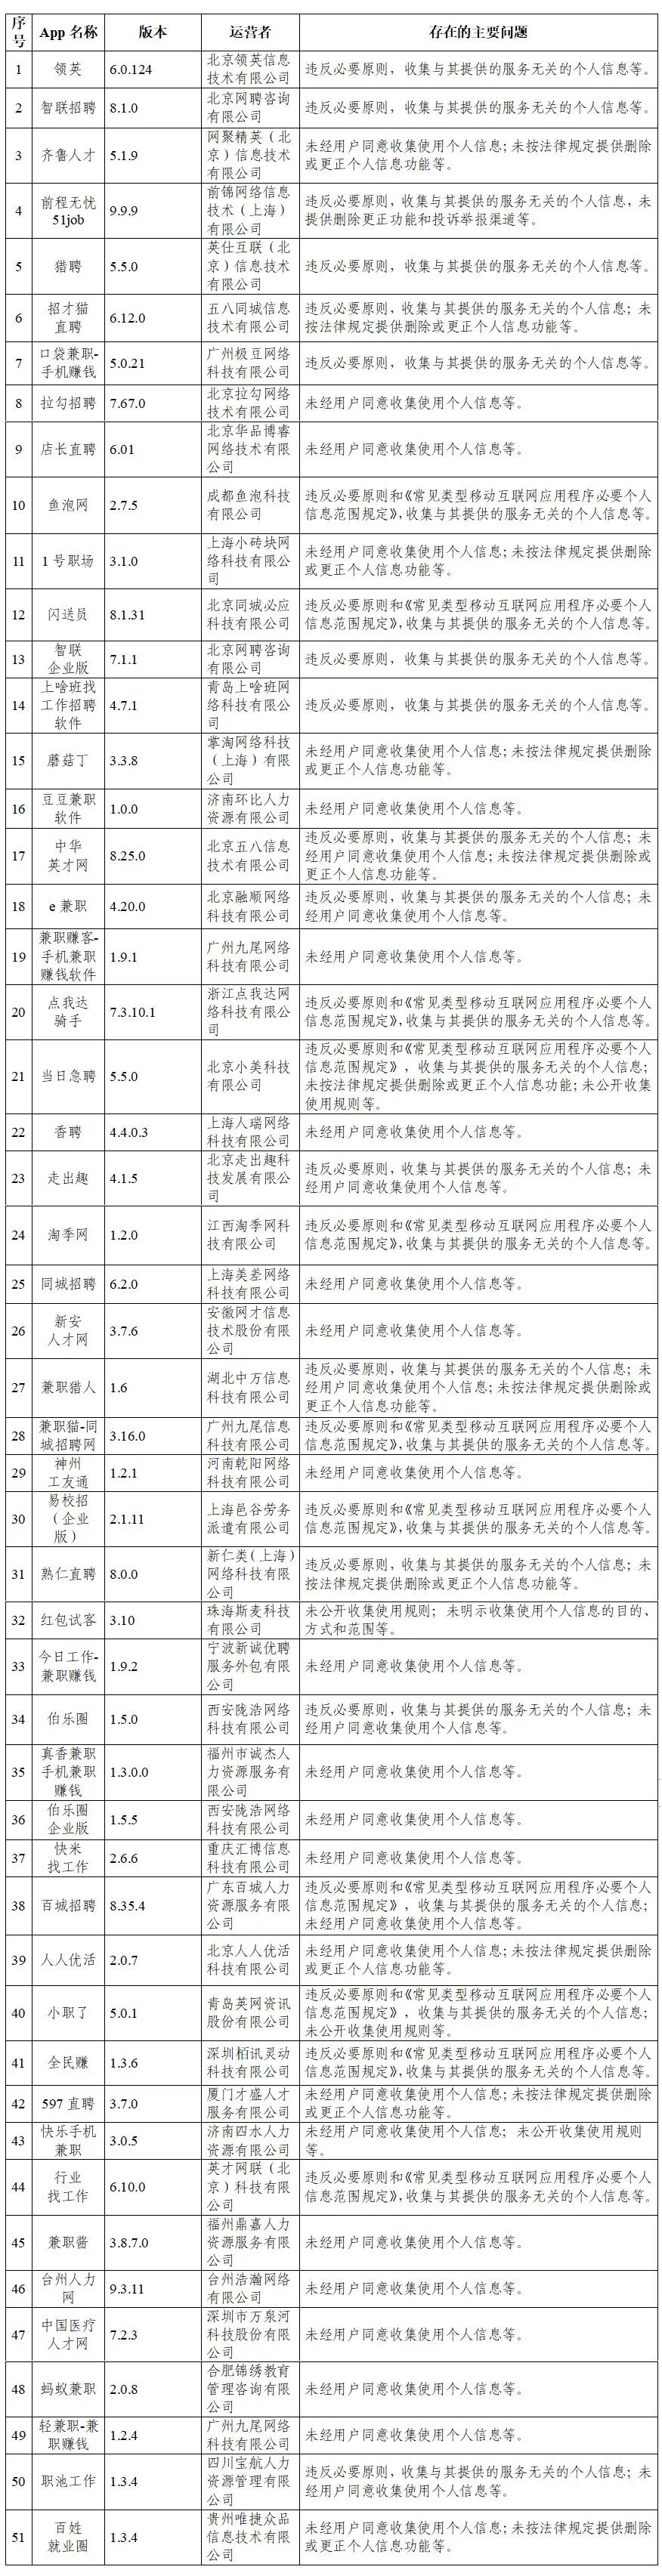 序号 App 名称 版本 运营者 存在的主要问题
1 领英 6.0.124 北京领英信息技术有限公司 违反必要原则，收集与其提供的服务无关的个人信息等。
2 智联招聘 8.1.0 北京网聘咨询有限公司 违反必要原则，收集与其提供的服务无关的个人信息等。
3 齐鲁人才 5.1.9 网聚精英（北京）信息技术有限公司 未经用户同意收集使用个人信息；未按法律规定提供删除或更正个人信息功能等。
4 前程无忧51job 9.9.9 前锦网络信息技术（上海）有限公司 违反必要原则，收集与其提供的服务无关的个人信息，未提供删除更正功能和投诉举报渠道等。
5 猎聘 5.5.0 英仕互联（北京）信息技术有限公司 违反必要原则，收集与其提供的服务无关的个人信息等。
6 招才猫直聘 6.12.0 五八同城信息技术有限公司 违反必要原则，收集与其提供的服务无关的个人信息；未按法律规定提供删除或更正个人信息功能等。
7 口袋兼职-手机赚钱 5.0.21 广州极豆网络科技有限公司 违反必要原则，收集与其提供的服务无关的个人信息等。
8 拉勾招聘 7.67.0 北京拉勾网络技术有限公司 未经用户同意收集使用个人信息等。
9 店长直聘 6.01 北京华品博睿网络技术有限公司 未经用户同意收集使用个人信息等。
10 鱼泡网 2.7.5 成都鱼泡科技有限公司 违反必要原则和《常见类型移动互联网应用程序必要个人信息范围规定》，收集与其提供的服务无关的个人信息等。
11 1 号职场 3.1.0 上海小砖块网络科技有限公司 未经用户同意收集使用个人信息；未按法律规定提供删除或更正个人信息功能等。
12 闪送员 8.1.31 北京同城必应科技有限公司 违反必要原则和《常见类型移动互联网应用程序必要个人信息范围规定》，收集与其提供的服务无关的个人信息等。
13 智联企业版 7.1.1 北京网聘咨询有限公司 违反必要原则，收集与其提供的服务无关的个人信息等。
14 上啥班找工作招聘软件 4.7.1 青岛上啥班网络科技有限公司 违反必要原则，收集与其提供的服务无关的个人信息等。
15 蘑菇丁 3.3.8 掌淘网络科技（上海）有限公司 未经用户同意收集使用个人信息；未按法律规定提供删除或更正个人信息功能等。
16 豆豆兼职软件 1.0.0 济南环比人力资源有限公司 未经用户同意收集使用个人信息等。
17 中华英才网 8.25.0 北京五八信息技术有限公司 违反必要原则，收集与其提供的服务无关的个人信息；未经用户同意收集使用个人信息；未按法律规定提供删除或更正个人信息功能等。
18 e 兼职 4.20.0 北京融顺网络科技有限公司 违反必要原则，收集与其提供的服务无关的个人信息；未经用户同意收集使用个人信息等。
19 兼职赚客-手机兼职赚钱软件 1.9.1 广州九尾网络科技有限公司 未经用户同意收集使用个人信息等。
20 点我达骑手 7.3.10.1 浙江点我达网络科技有限公司 违反必要原则和《常见类型移动互联网应用程序必要个人信息范围规定》，收集与其提供的服务无关的个人信息等。
21 当日急聘 5.5.0 北京小美科技有限公司 违反必要原则和《常见类型移动互联网应用程序必要个人信息范围规定》，收集与其提供的服务无关的个人信息；未按法律规定提供删除或更正个人信息功能；未公开收集使用规则等。
22 香聘 4.4.0.3 上海人瑞网络科技有限公司 未经用户同意收集使用个人信息等。
23 走出趣 4.1.5 北京走出趣科技发展有限公司 违反必要原则，收集与其提供的服务无关的个人信息；未经用户同意收集使用个人信息等。
24 淘季网 1.2.0 江西淘季网科技有限公司 违反必要原则和《常见类型移动互联网应用程序必要个人信息范围规定》，收集与其提供的服务无关的个人信息等。
25 同城招聘 6.2.0 上海美差网络科技有限公司 未经用户同意收集使用个人信息等。
26 新安人才网 3.7.6 安徽网才信息技术股份有限公司 未经用户同意收集使用个人信息等。
27 兼职猎人 1.6 湖北中万信息科技有限公司 违反必要原则，收集与其提供的服务无关的个人信息；未经用户同意收集使用个人信息；未按法律规定提供删除或更正个人信息功能等。
28 兼职猫-同城招聘网 3.16.0 广州九尾信息科技有限公司 违反必要原则和《常见类型移动互联网应用程序必要个人信息范围规定》，收集与其提供的服务无关的个人信息等。
29 神州工友通 1.2.1 河南乾阳网络科技有限公司 未经用户同意收集使用个人信息等。
30 易校招（企业版） 2.1.11 上海邑谷劳务派遣有限公司 违反必要原则和《常见类型移动互联网应用程序必要个人信息范围规定》，收集与其提供的服务无关的个人信息等。
31 熟仁直聘 8.0.0 新仁类（上海）网络科技有限公司 违反必要原则，收集与其提供的服务无关的个人信息；未按法律规定提供删除或更正个人信息功能等。
32 红包试客 3.10 珠海斯麦科技有限公司 未公开收集使用规则；未明示收集使用个人信息的目的、方式和范围等。
33 今日工作-兼职赚钱 1.9.2 宁波新诚优聘服务外包有限公司 未经用户同意收集使用个人信息等。
34 伯乐圈 1.5.0 西安陇浩网络科技有限公司 违反必要原则，收集与其提供的服务无关的个人信息；未经用户同意收集使用个人信息等。
35 真香兼职手机兼职赚钱 1.3.0.0 福州市诚杰人力资源服务有限公司 未经用户同意收集使用个人信息等。
36 伯乐圈企业版 1.5.5 西安陇浩网络科技有限公司 未经用户同意收集使用个人信息等。
37 快米找工作 2.6.6 重庆汇博信息科技有限公司 未经用户同意收集使用个人信息等。
38 百城招聘 8.35.4 广东百城人力资源服务有限公司 违反必要原则和《常见类型移动互联网应用程序必要个人信息范围规定》，收集与其提供的服务无关的个人信息；未经用户同意收集使用个人信息等。
39 人人优活 2.0.7 北京人人优活科技有限公司 未经用户同意收集使用个人信息；未按法律规定提供删除或更正个人信息功能等。
40 小职了 5.0.1 青岛英网资讯股份有限公司 违反必要原则和《常见类型移动互联网应用程序必要个人信息范围规定》，收集与其提供的服务无关的个人信息；未公开收集使用规则等。
41 全民赚 1.3.6 深圳栢讯灵动科技有限公司 违反必要原则和《常见类型移动互联网应用程序必要个人信息范围规定》，收集与其提供的服务无关的个人信息等。
42 597 直聘 3.7.0 厦门才盛人才服务有限公司 未经用户同意收集使用个人信息；未按法律规定提供删除或更正个人信息功能等。
43 快乐手机兼职 3.0.5 济南四水人力资源有限公司 未经用户同意收集使用个人信息；未公开收集使用规则等。
44 行业找工作 6.10.0 英才网联（北京）科技有限公司 违反必要原则和《常见类型移动互联网应用程序必要个人信息范围规定》，收集与其提供的服务无关的个人信息等。
45 兼职酱 3.8.7.0 福州鼎嘉人力资源服务有限公司 未经用户同意收集使用个人信息等。
46 台州人力网 9.3.11 台州浩瀚网络有限公司 未经用户同意收集使用个人信息等。
47 中国医疗人才网 7.2.3 深圳市万泉河科技股份有限公司 未经用户同意收集使用个人信息等。
48 蚂蚁兼职 2.0.8 合肥锦绣教育管理咨询有限公司 未经用户同意收集使用个人信息等。
49 轻兼职-兼职赚钱 1.2.4 广州九尾网络科技有限公司 未经用户同意收集使用个人信息等。
50 职池工作 1.3.4 四川宝航人力资源管理有限公司 违反必要原则，收集与其提供的服务无关的个人信息；未经用户同意收集使用个人信息等。
51 百姓就业圈 1.3.4 贵州唯捷众品信息技术有限公司 未经用户同意收集使用个人信息；未按法律规定提供删除或更正个人信息功能等。